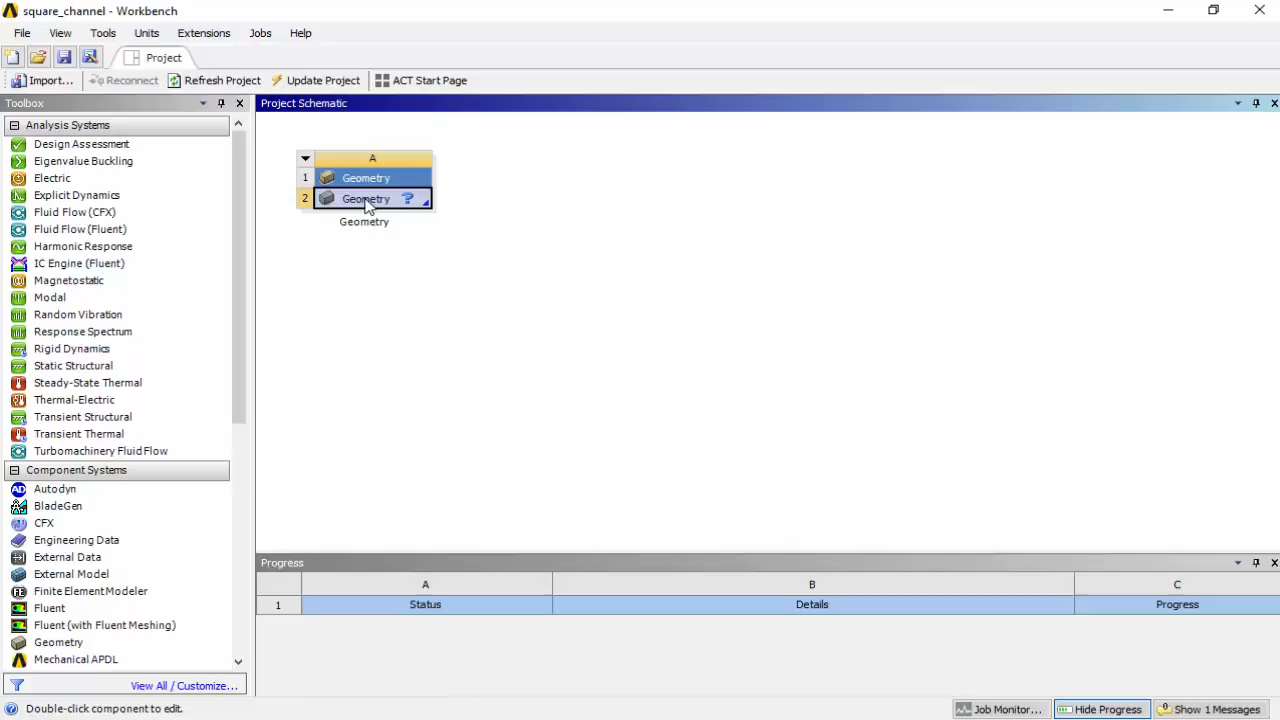 square_channel - Workbench
File View Tools Units Extensions Jobs Help
Project
Import... Reconnect Refresh Project Update Project ACT Start Page
Toolbox
Analysis Systems
Design Assessment
Eigenvalue Buckling
Electric
Explicit Dynamics
Fluid Flow (CFX)
Fluid Flow (Fluent)
Harmonic Response
IC Engine (Fluent)
Magnetostatic
Modal
Random Vibration
Response Spectrum
Rigid Dynamics
Static Structural
Steady-State Thermal
Thermal-Electric
Transient Structural
Transient Thermal
Turbomachinery Fluid Flow
Component Systems
Autodyn
BladeGen
CFX
Engineering Data
External Data
External Model
Finite Element Modeler
Fluent
Fluent (with Fluent Meshing)
Geometry
Mechanical APDL
View All / Customize...
Project Schematic
A
1 Geometry
2 Geometry ?
Geometry
Progress
A B C
1 Status Details Progress
Double-click component to edit.
Job Monitor... Hide Progress Show 1 Messages